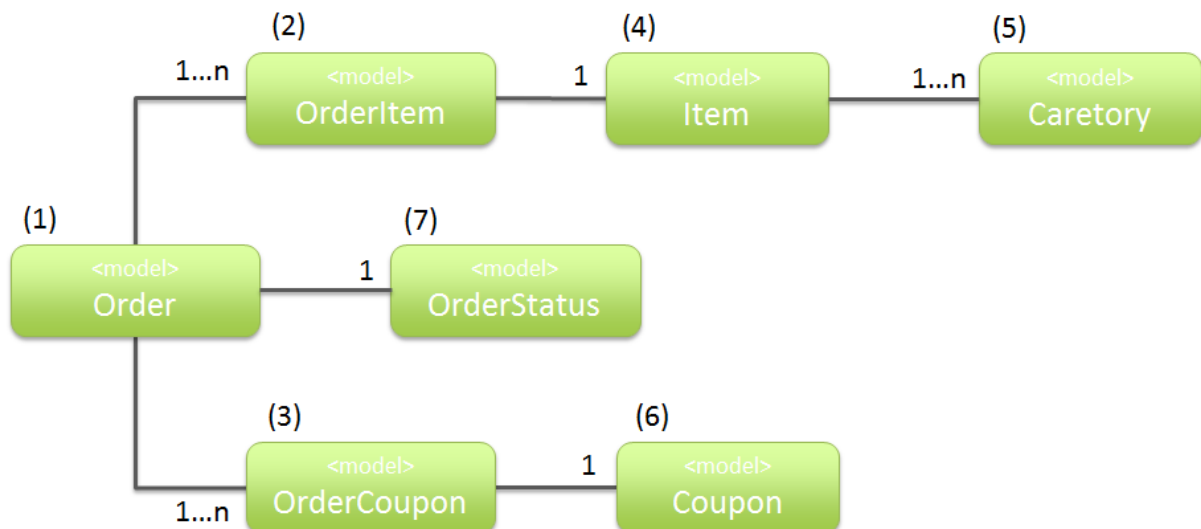 (2)
(4)
(5)
1...n
<model>
OrderItem
1
<model>
Item
1...n
<model>
Caretory
(1)
(7)
<model>
Order
1
<model>
OrderStatus
(3)
(6)
1...n
<model>
OrderCoupon
1
<model>
Coupon